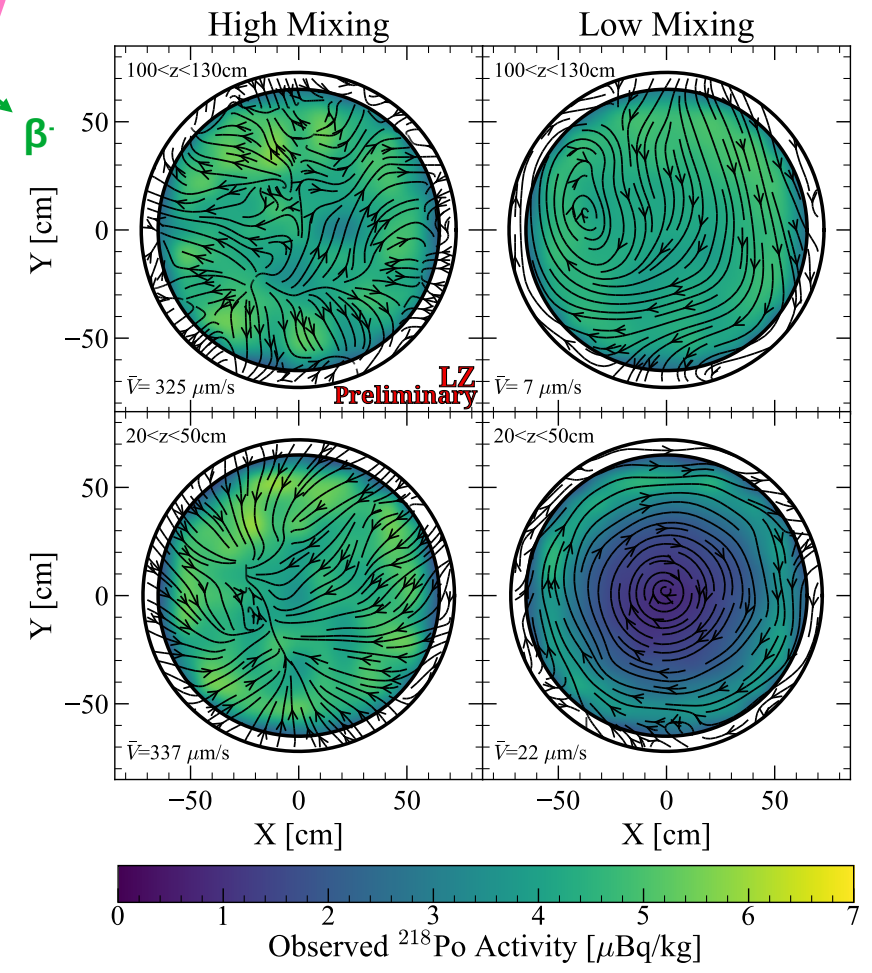 High Mixing
Low Mixing
β-
100<z<130cm
100<z<130cm
50
0
−50
Y [cm]
V̄= 325 μm/s
LZ
Preliminary
V̄= 7 μm/s
20<z<50cm
20<z<50cm
50
0
−50
Y [cm]
V̄=337 μm/s
V̄=22 μm/s
−50
0
50
−50
0
50
X [cm]
X [cm]
0
1
2
3
4
5
6
7
Observed ²¹⁸Po Activity [μBq/kg]